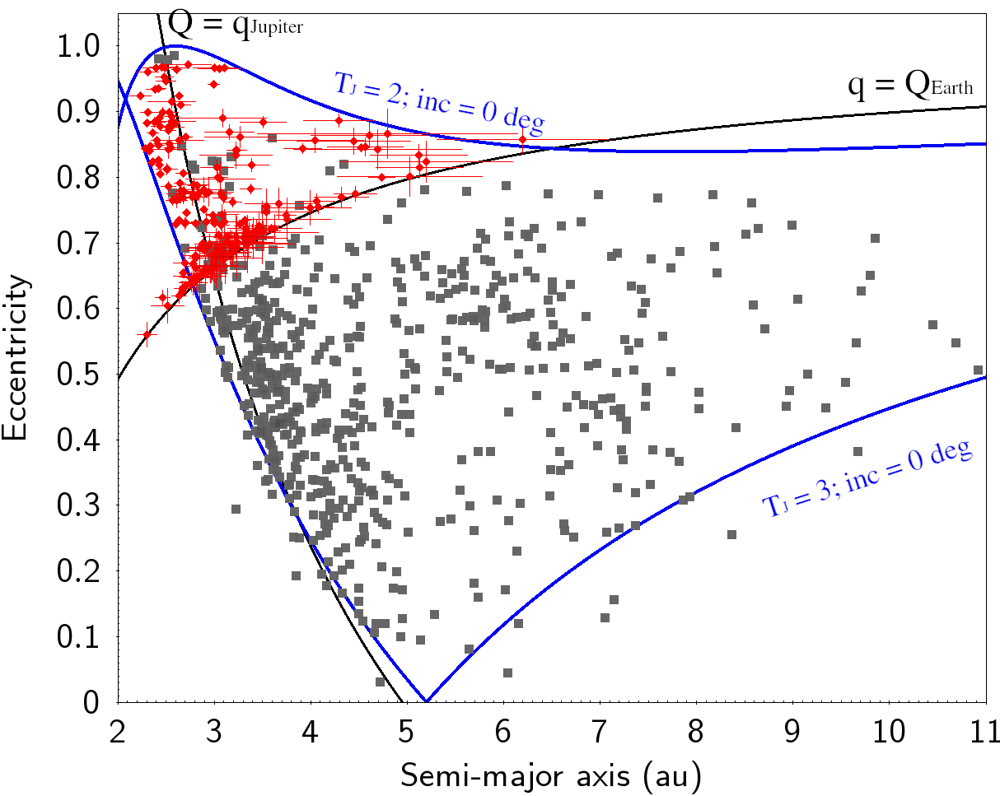 Q = qJupiter
TJ = 2; inc = 0 deg
q = QEarth
TJ = 3; inc = 0 deg
Eccentricity
1.0
0.9
0.8
0.7
0.6
0.5
0.4
0.3
0.2
0.1
0
2 3 4 5 6 7 8 9 10 11
Semi-major axis (au)